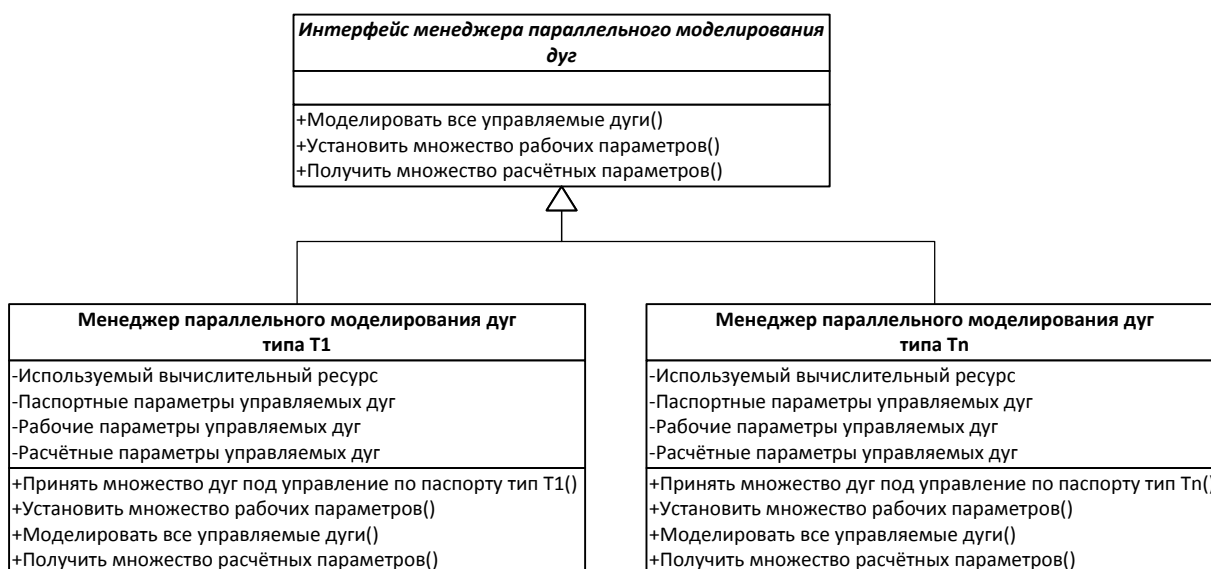 Интерфейс менеджера параллельного моделирования
дуг
+Моделировать все управляемые дуги()
+Установить множество рабочих параметров()
+Получить множество расчётных параметров()
Менеджер параллельного моделирования дуг
типа T1
-Используемый вычислительный ресурс
-Паспортные параметры управляемых дуг
-Рабочие параметры управляемых дуг
-Расчётные параметры управляемых дуг
+Принять множество дуг под управление по паспорту тип T1()
+Установить множество рабочих параметров()
+Моделировать все управляемые дуги()
+Получить множество расчётных параметров()
Менеджер параллельного моделирования дуг
типа Tn
-Используемый вычислительный ресурс
-Паспортные параметры управляемых дуг
-Рабочие параметры управляемых дуг
-Расчётные параметры управляемых дуг
+Принять множество дуг под управление по паспорту тип Tn()
+Установить множество рабочих параметров()
+Моделировать все управляемые дуги()
+Получить множество расчётных параметров()